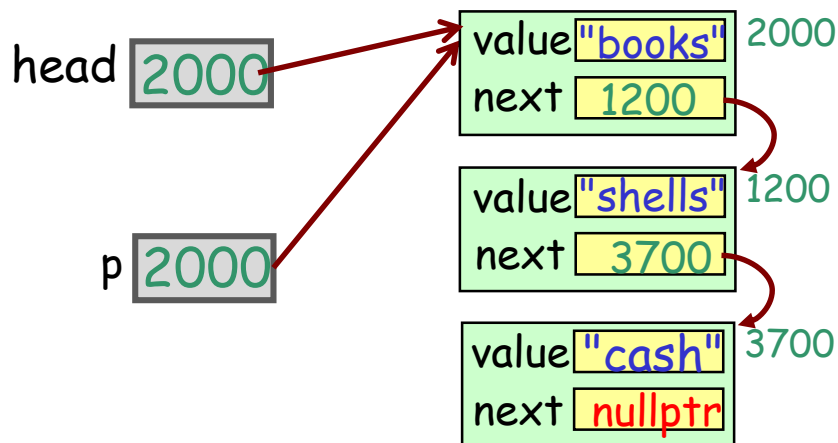 head 2000
p 2000
value "books" 2000
next 1200
value "shells" 1200
next 3700
value "cash" 3700
next nullptr